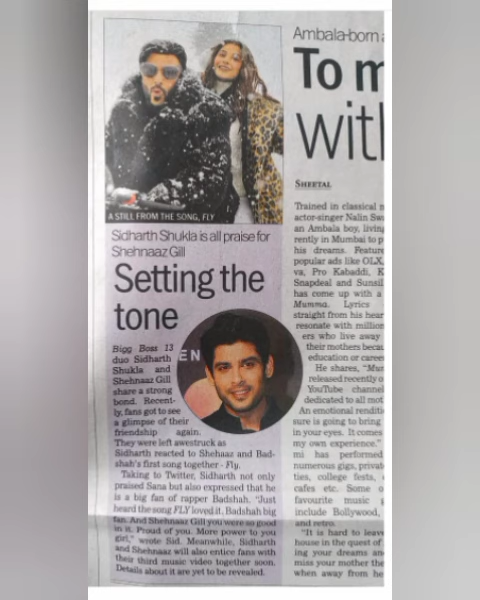 A STILL FROM THE SONG, FLY
Sidharth Shukla is all praise for
Shehnaaz Gill
Setting the
tone
EN
Bigg Boss 13
duo Sidharth
Shukla and
Shehnaaz Gill
share a strong
bond. Recent-
ly, fans got to see
a glimpse of their
friendship again.
They were left awestruck as
Sidharth reacted to Shehaaz and Bad-
shah's first song together - Fly.
Taking to Twitter, Sidharth not only
praised Sana but also expressed that he
is a big fan of rapper Badshah. "Just
heard the song FLY loved it. Badshah big
fan. And Shehnaaz Gill you were so good
in it. Proud of you. More power to you
girl," wrote Sid. Meanwhile, Sidharth
and Shehnaaz will also entice fans with
their third music video together soon.
Details about it are yet to be revealed.
Ambala-born
To m
with
SHEETAL
Trained in classical
actor-singer Nalin
an Ambala boy, living
rently in Mumbai to p
his dreams. Featur
popular ads like OLX,
va, Pro Kabaddi, K
Snapdeal and Sunsil
has come up with a
Mumma. Lyrics
straight from his hear
resonate with million
ers who live away
their mothers becau
education or caree
He shares, "Mu
released recently o
YouTube channel
dedicated to all mot
An emotional renditi
sure is going to bring
in your eyes. It comes
my own experience."
mi has performed
numerous gigs, privat
ties, college fests,
cafes etc. Some o
favourite music g
include Bollywood,
and retro.
"It is hard to leav
house in the quest of
ing your dreams an
miss your mother the
when away from he